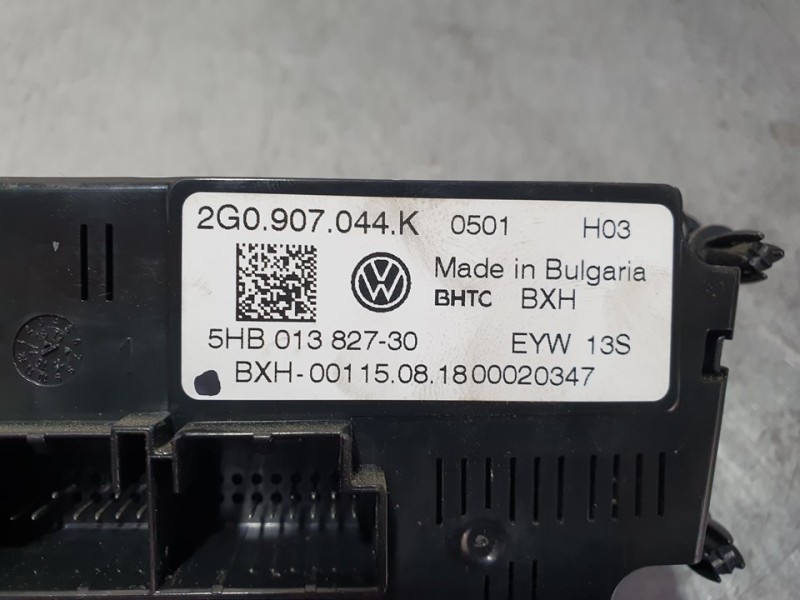 2G0.907.044.K 0501 H03
Made in Bulgaria
BHTC BXH
5HB 013 827-30 EYW 13S
BXH-00115.08.1800020347
1